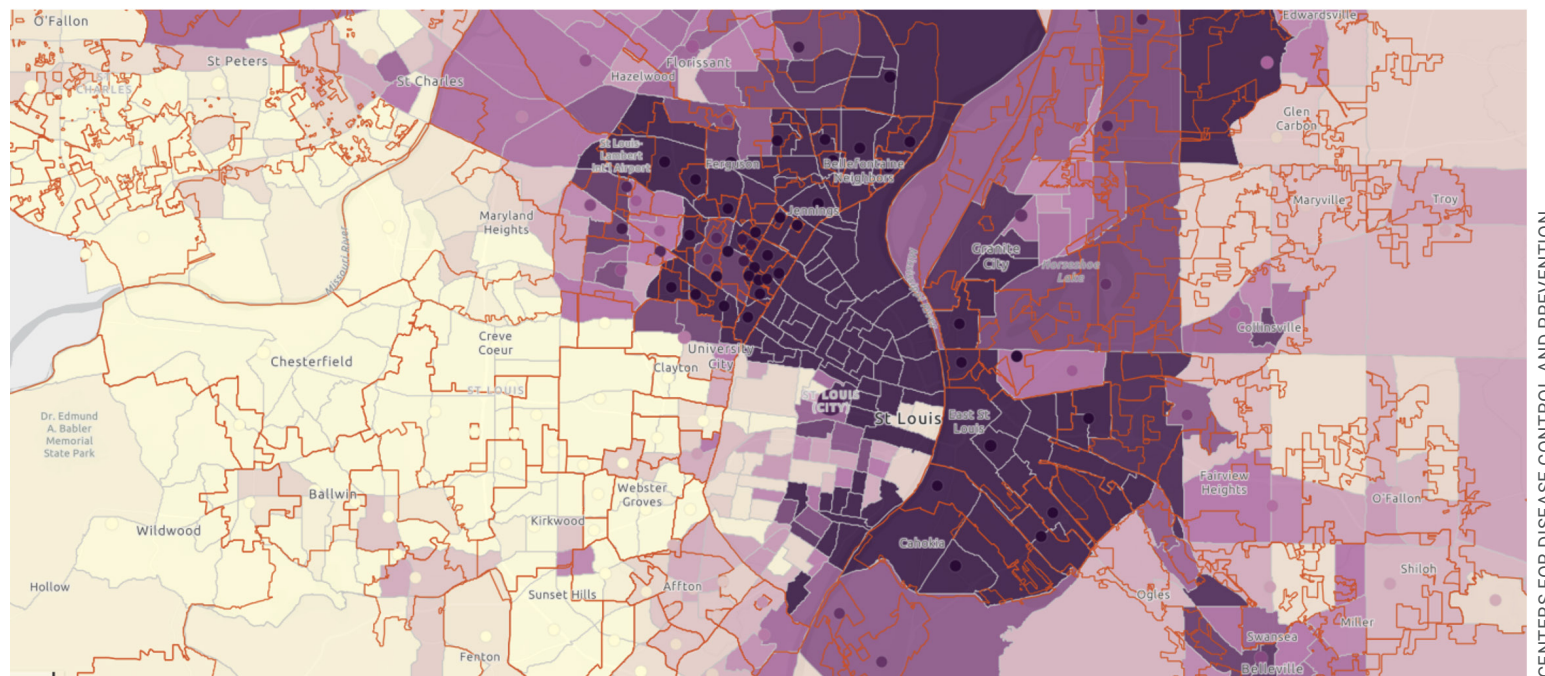 O'Fallon
Edwardsville
St Peters
Florissant
Hazelwood
St Charles
ST
CHARLES
Glen
Carbon
St Louis-
Lambert
Int'l Airport
Ferguson
Bellefontaine
Neighbors
Jennings
Maryville
Troy
Maryland
Heights
Missouri River
Mississippi River
Granite
City
Horseshoe
Lake
Collinsville
Creve
Coeur
Chesterfield
University
City
Clayton
ST LOUIS
ST LOUIS
(CITY)
St Louis
East St
Louis
Dr. Edmund
A. Babler
Memorial
State Park
Fairview
Heights
O'Fallon
Ballwin
Webster
Groves
Kirkwood
Wildwood
Cahokia
Hollow
Sunset Hills
Affton
Ogles
Shiloh
Miller
Swansea
Fenton
Belleville
CENTERS FOR DISEASE CONTROL AND PREVENTION